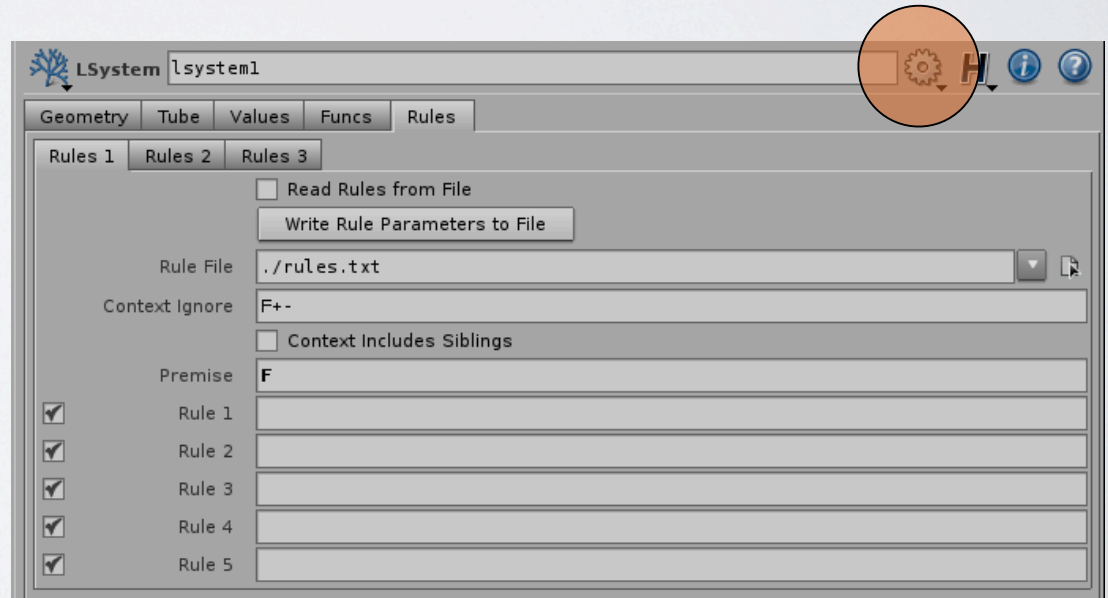 LSystem lsystem1 H i ?
Geometry Tube Values Funcs Rules
Rules 1 Rules 2 Rules 3
Read Rules from File
Write Rule Parameters to File
Rule File ./rules.txt
Context Ignore F+-
Context Includes Siblings
Premise F
Rule 1
Rule 2
Rule 3
Rule 4
Rule 5